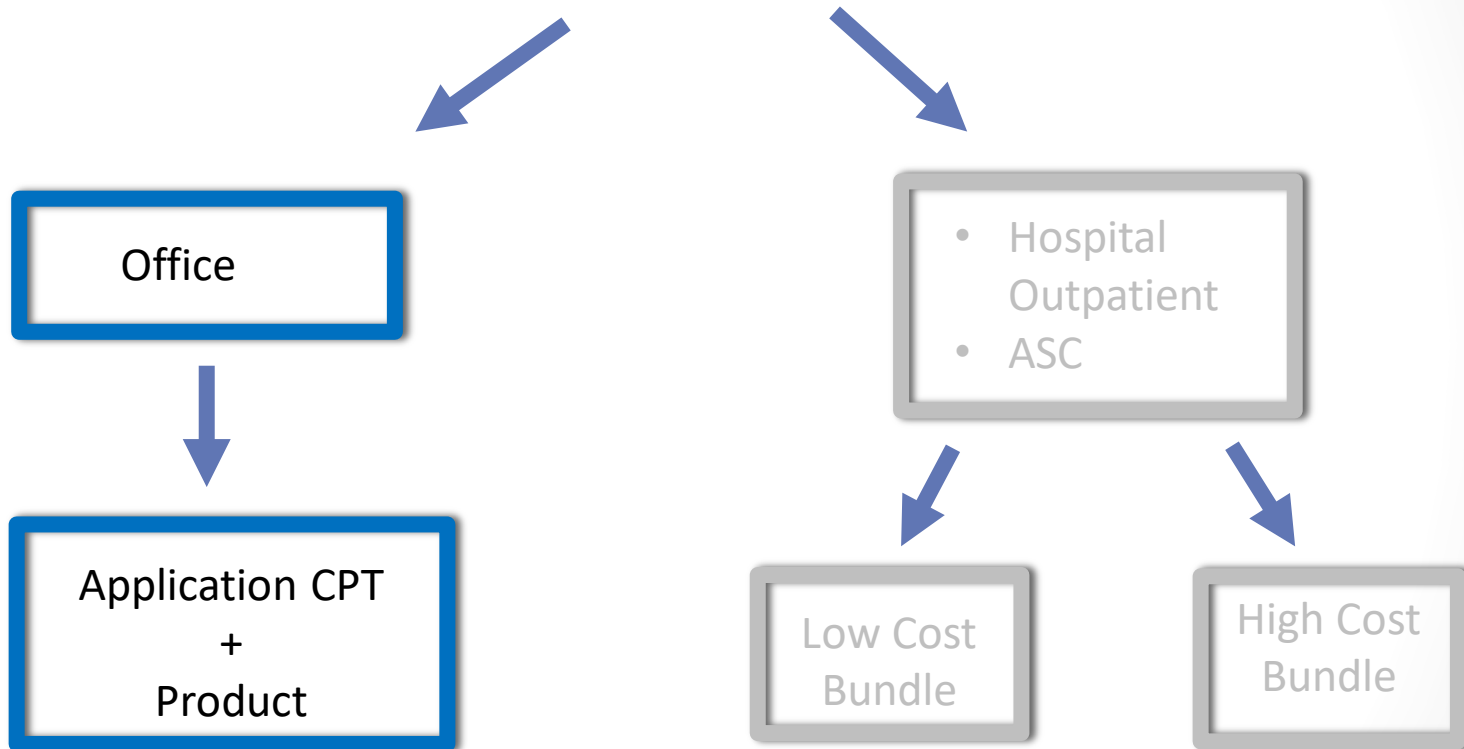 Office
• Hospital
Outpatient
• ASC
Application CPT
+
Product
Low Cost
Bundle
High Cost
Bundle